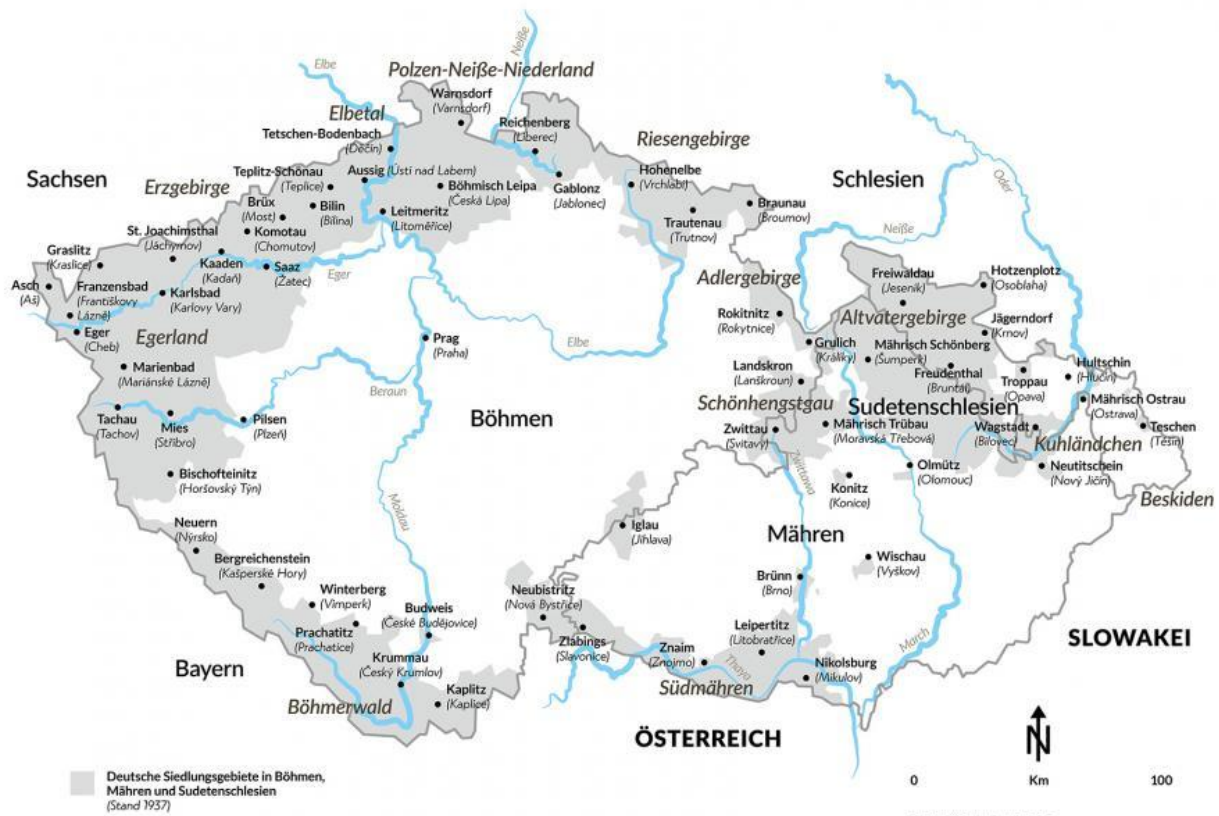 Elbe
Neiße
Polzen-Neiße-Niederland
Warnsdorf
(Varnsdorf)
Elbetal
Tetschen-Bodenbach
(Děčín)
Reichenberg
(Liberec)
Riesengebirge
Sachsen
Erzgebirge
Teplitz-Schönau
(Teplice)
Aussig (Ústí nad Labem)
Böhmisch Leipa
(Česká Lípa)
Gablonz
(Jablonec)
Hohenelbe
(Vrchlabí)
Schlesien
Oder
Brüx
(Most)
Bilin
(Bílina)
Leitmeritz
(Litoměřice)
Trautenau
(Trutnov)
Braunau
(Broumov)
Neiße
St. Joachimsthal
(Jáchymov)
Komotau
(Chomutov)
Graslitz
(Kraslice)
Kaaden
(Kadaň)
Saaz
(Žatec)
Eger
Adlergebirge
Freiwaldau
(Jeseník)
Hotzenplotz
(Osoblaha)
Asch
(Aš)
Franzensbad
(Františkovy
Lázně)
Karlsbad
(Karlovy Vary)
Rokitnitz
(Rokytnice)
Altvatergebirge
Jägerndorf
(Krnov)
Eger
(Cheb)
Egerland
Prag
(Praha)
Elbe
Grulich
(Králíky)
Mährisch Schönberg
(Šumperk)
Marienbad
(Mariánské Lázně)
Beraun
Landskron
(Lanškroun)
Freudenthal
(Bruntál)
Troppau
(Opava)
Hultschin
(Hlučín)
Tachau
(Tachov)
Mies
(Stříbro)
Pilsen
(Plzeň)
Böhmen
Schönhengstgau
Sudetenschlesien
Mährisch Ostrau
(Ostrava)
Zwittau
(Svitavy)
Mährisch Trübau
(Moravská Třebová)
Wagstadt
(Bílovec)
Kuhländchen
Teschen
(Těšín)
Bischofteinitz
(Horšovský Týn)
Zwittawa
Olmütz
(Olomouc)
Neutitschein
(Nový Jičín)
Konitz
(Konice)
Beskiden
Moldau
Neuern
(Nýrsko)
Iglau
(Jihlava)
Mähren
Bergreichenstein
(Kašperské Hory)
Wischau
(Vyškov)
Winterberg
(Vimperk)
Budweis
(České Budějovice)
Neubistritz
(Nová Bystřice)
Brünn
(Brno)
Prachatitz
(Prachatice)
Zlabings
(Slavonice)
Leipertitz
(Litobratřice)
March
SLOWAKEI
Bayern
Krummau
(Český Krumlov)
Znaim
(Znojmo)
Thaya
Nikolsburg
(Mikulov)
Kaplitz
(Kaplice)
Südmähren
Böhmerwald
ÖSTERREICH
N
Deutsche Siedlungsgebiete in Böhmen,
Mähren und Sudetenschlesien
(Stand 1937)
0 Km 100